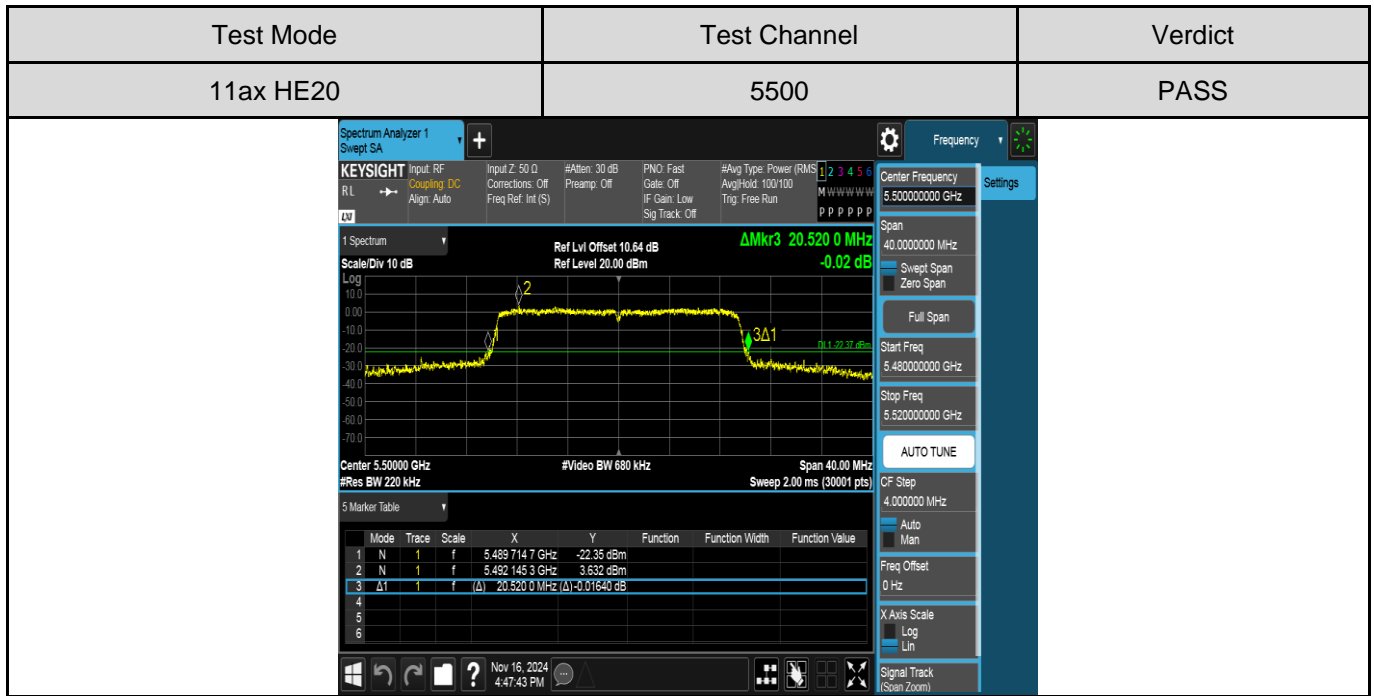 Test Mode Test Channel Verdict
11ax HE20 5500 PASS
Spectrum Analyzer 1
Swept SA
+
Frequency
KEYSIGHT Input: RF Input Z: 50 Ω #Atten: 30 dB PNO: Fast #Avg Type: Power (RMS 1 2 3 4 5 6
RL Coupling: DC Corrections: Off Preamp: Off Gate: Off Avg|Hold: 100/100 M W W W W W
Align: Auto Freq Ref: Int (S) IF Gain: Low Trig: Free Run
LXI Sig Track: Off P P P P P P
1 Spectrum
Ref Lvl Offset 10.64 dB ΔMkr3 20.520 0 MHz
Scale/Div 10 dB Ref Level 20.00 dBm -0.02 dB
Log
10.0
0.00
-10.0
-20.0
-30.0
-40.0
-50.0
-60.0
-70.0
2
1
3Δ1
DL1 -22.37 dBm
Center 5.50000 GHz #Video BW 680 kHz Span 40.00 MHz
#Res BW 220 kHz Sweep 2.00 ms (30001 pts)
5 Marker Table
Mode Trace Scale X Y Function Function Width Function Value
1 N 1 f 5.489 714 7 GHz -22.35 dBm
2 N 1 f 5.492 145 3 GHz 3.632 dBm
3 Δ1 1 f (Δ) 20.520 0 MHz (Δ) -0.01640 dB
4
5
6
Nov 16, 2024
4:47:43 PM
?
Center Frequency
5.500000000 GHz
Settings
Span
40.0000000 MHz
Swept Span
Zero Span
Full Span
Start Freq
5.480000000 GHz
Stop Freq
5.520000000 GHz
AUTO TUNE
CF Step
4.000000 MHz
Auto
Man
Freq Offset
0 Hz
X Axis Scale
Log
Lin
Signal Track
(Span Zoom)